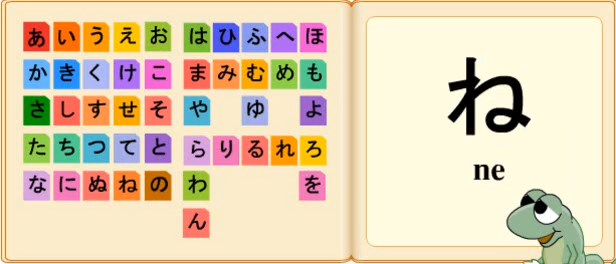 あ い う え お
か き く け こ
さ し す せ そ
た ち つ て と
な に ぬ ね の
は ひ ふ へ ほ
ま み む め も
や ゆ よ
ら り る れ ろ
わ を
ん
ね
ne